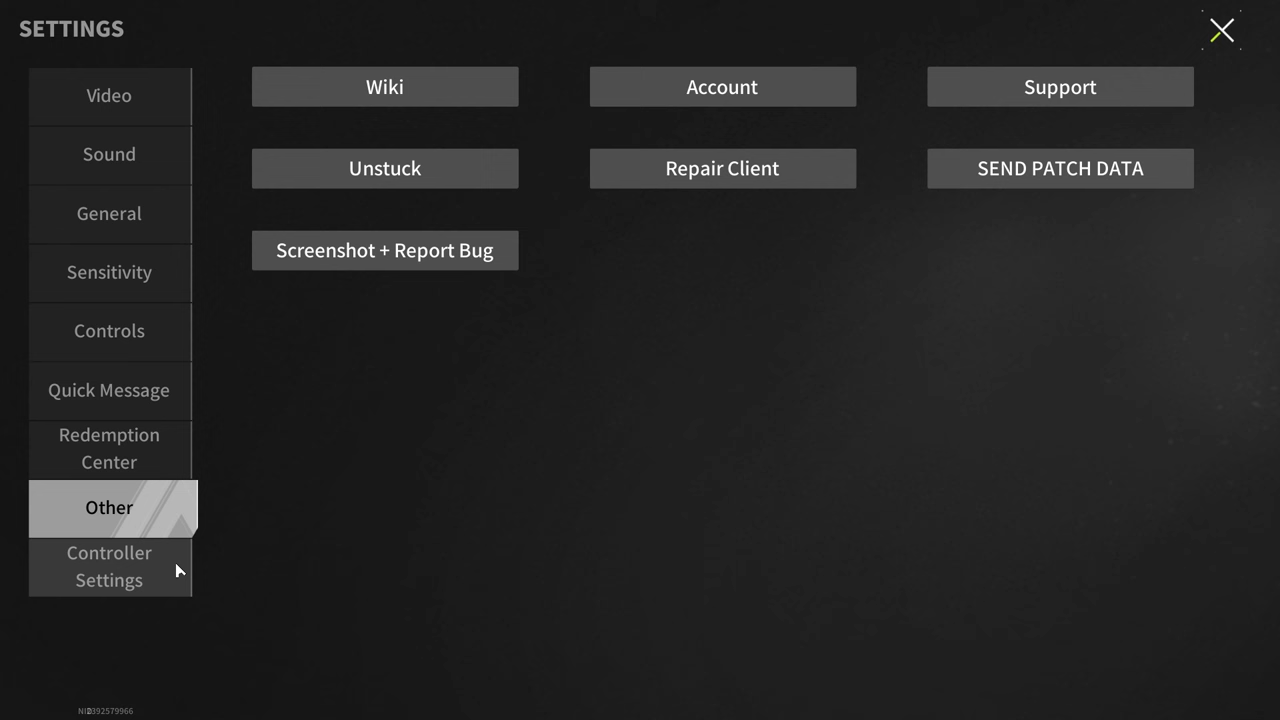 SETTINGS
Video
Sound
General
Sensitivity
Controls
Quick Message
Redemption
Center
Other
Controller
Settings
Wiki
Account
Support
Unstuck
Repair Client
SEND PATCH DATA
Screenshot + Report Bug